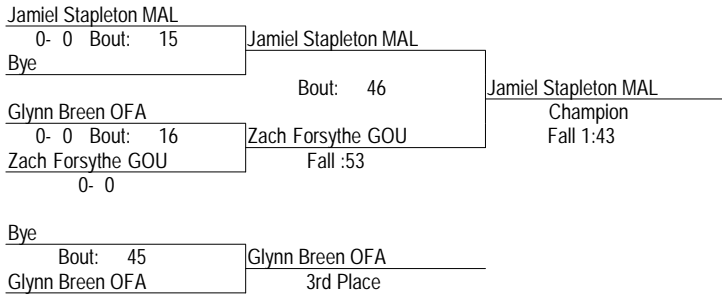 Jamiel Stapleton MAL
0- 0 Bout: 15
Bye
Jamiel Stapleton MAL
Bout: 46
Jamiel Stapleton MAL
Champion
Fall 1:43
Glynn Breen OFA
0- 0 Bout: 16
Zach Forsythe GOU
0- 0
Zach Forsythe GOU
Fall :53
Bye
Bout: 45
Glynn Breen OFA
Glynn Breen OFA
3rd Place